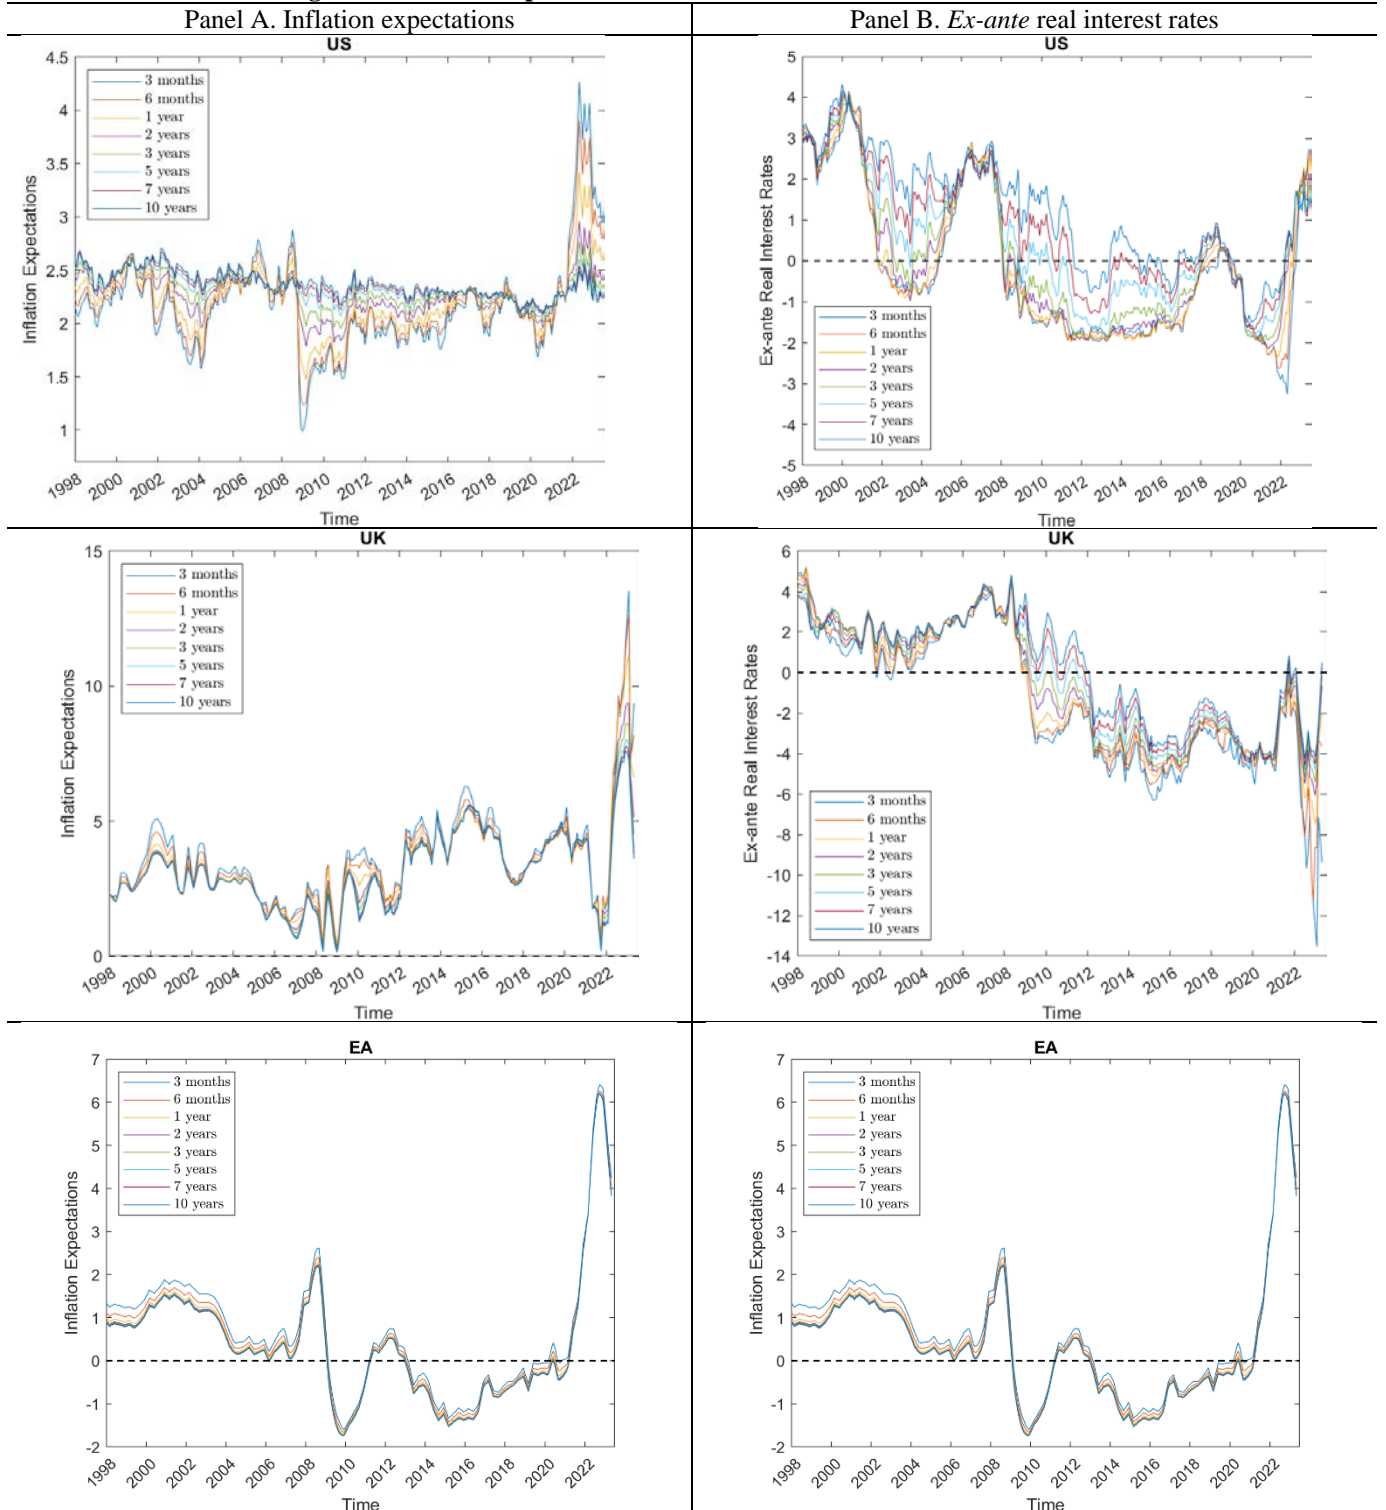 Panel A. Inflation expectations
Panel B. Ex-ante real interest rates
US
4.5
4
3.5
3
2.5
2
1.5
1
Inflation Expectations
3 months
6 months
1 year
2 years
3 years
5 years
7 years
10 years
1998 2000 2002 2004 2006 2008 2010 2012 2014 2016 2018 2020 2022
Time
US
5
4
3
2
1
0
-1
-2
-3
-4
-5
Ex-ante Real Interest Rates
3 months
6 months
1 year
2 years
3 years
5 years
7 years
10 years
1998 2000 2002 2004 2006 2008 2010 2012 2014 2016 2018 2020 2022
Time
UK
15
10
5
0
Inflation Expectations
3 months
6 months
1 year
2 years
3 years
5 years
7 years
10 years
1998 2000 2002 2004 2006 2008 2010 2012 2014 2016 2018 2020 2022
Time
UK
6
4
2
0
-2
-4
-6
-8
-10
-12
-14
Ex-ante Real Interest Rates
3 months
6 months
1 year
2 years
3 years
5 years
7 years
10 years
1998 2000 2002 2004 2006 2008 2010 2012 2014 2016 2018 2020 2022
Time
EA
7
6
5
4
3
2
1
0
-1
-2
Inflation Expectations
3 months
6 months
1 year
2 years
3 years
5 years
7 years
10 years
1998 2000 2002 2004 2006 2008 2010 2012 2014 2016 2018 2020 2022
Time
EA
7
6
5
4
3
2
1
0
-1
-2
Inflation Expectations
3 months
6 months
1 year
2 years
3 years
5 years
7 years
10 years
1998 2000 2002 2004 2006 2008 2010 2012 2014 2016 2018 2020 2022
Time